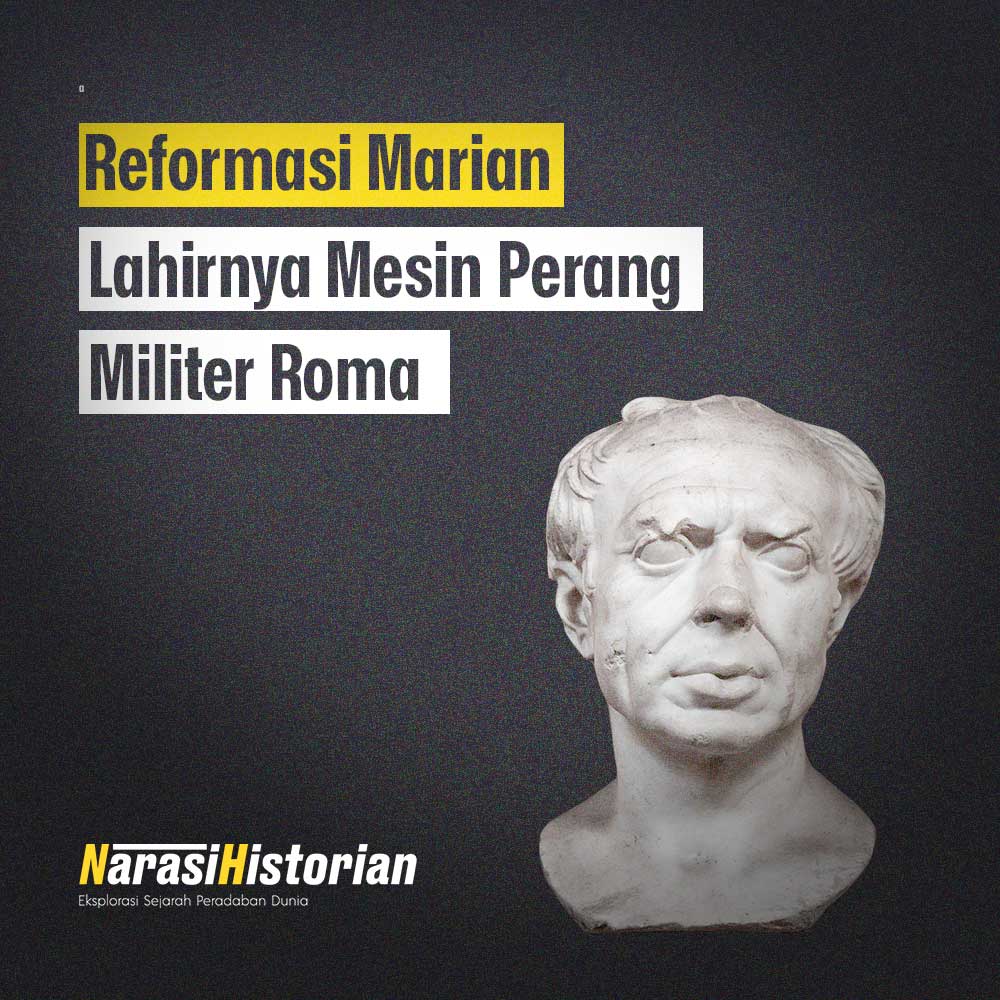 a
Reformasi Marian
Lahirnya Mesin Perang
Militer Roma
NarasiHistorian
Eksplorasi Sejarah Peradaban Dunia